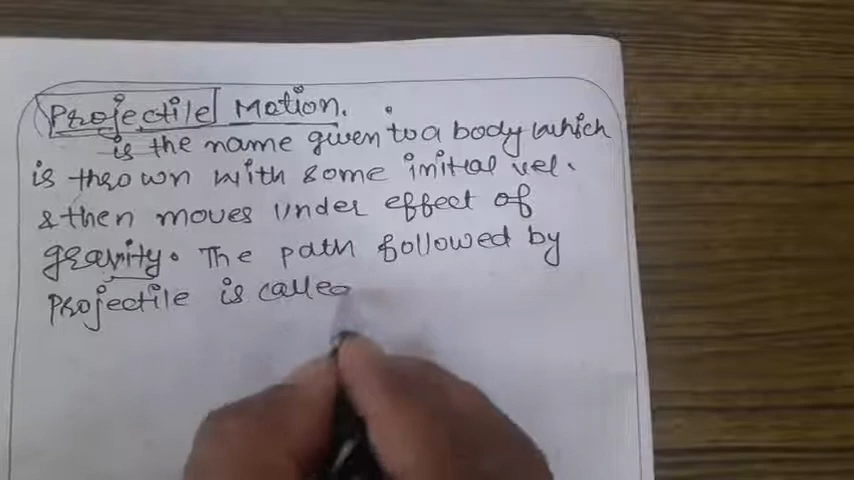 Projectile Motion.
is the name given to a body which
is thrown with some initial vel.
& then moves under effect of
gravity. The path followed by
Projectile is calle